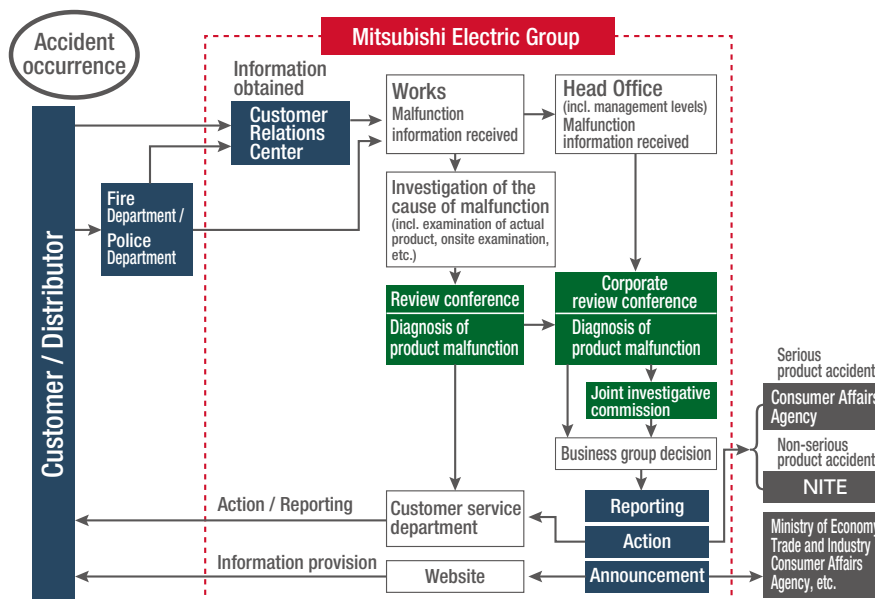 Accident
occurrence
Mitsubishi Electric Group
Information
obtained
Customer
Relations
Center
Works
Malfunction
information received
Head Office
(incl. management levels)
Malfunction
information received
Fire
Department /
Police
Department
Investigation of the
cause of malfunction
(incl. examination of actual
product, onsite examination,
etc.)
Customer / Distributor
Review conference
Diagnosis of
product malfunction
Corporate
review conference
Diagnosis of
product malfunction
Joint investigative
commission
Business group decision
Serious
product accident
Consumer Affairs
Agency
Non-serious
product accident
NITE
Action / Reporting
Customer service
department
Reporting
Action
Announcement
Information provision
Website
Ministry of Economy
Trade and Industry
Consumer Affairs
Agency, etc.